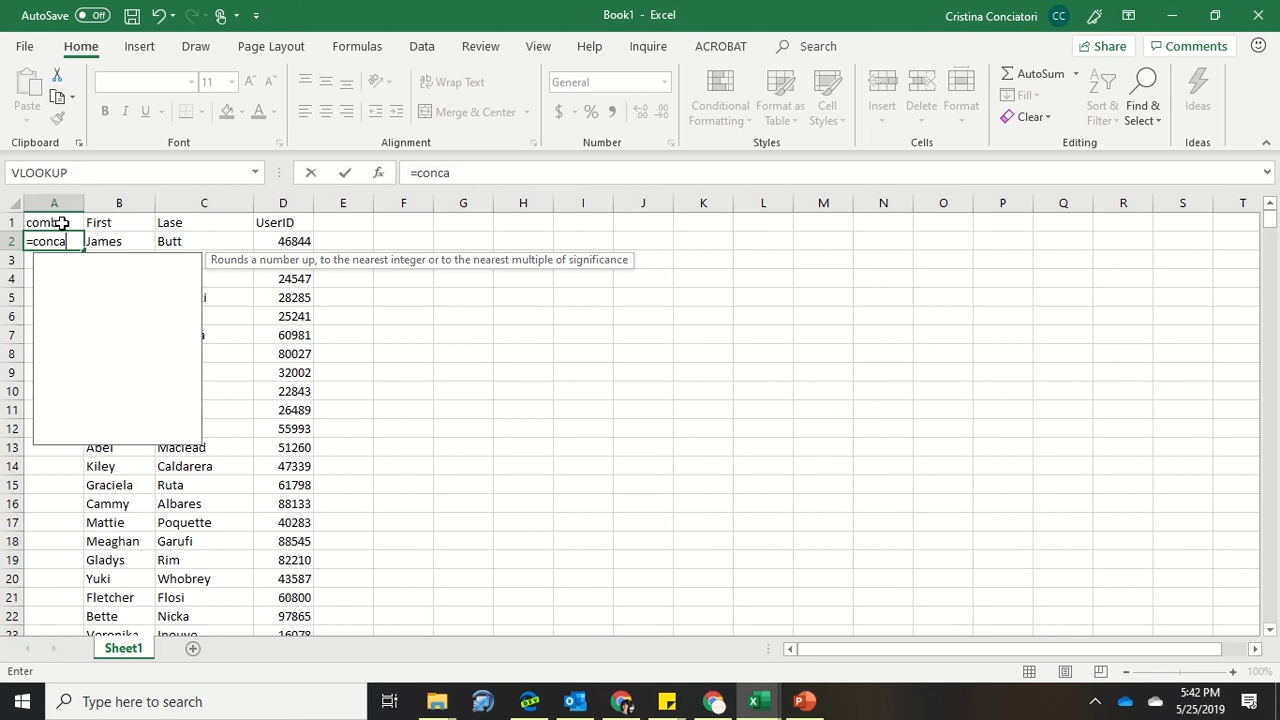 AutoSave Off
Book1 - Excel
Cristina Conciatori CC
File Home Insert Draw Page Layout Formulas Data Review View Help Inquire ACROBAT Search Share Comments
Paste
11 A A
Wrap Text
General
Conditional Formatting
Format as Table
Cell Styles
Insert Delete Format
AutoSum
Fill
Clear
Sort & Filter
Find & Select
Ideas
B I U A
Merge & Center
$ % ,
Clipboard Font Alignment Number Styles Cells Editing Ideas
VLOOKUP fx =conca
A B C D E F G H I J K L M N O P Q R S T
1 comb First Lase UserID
2 =conca James Butt 46844
3 Rounds a number up, to the nearest integer or to the nearest multiple of significance
4 24547
5 i 28285
6 25241
7 a 60981
8 80027
9 32002
10 22843
11 26489
12 55993
13 Abel Maclead 51260
14 Kiley Caldarera 47339
15 Graciela Ruta 61798
16 Cammy Albares 88133
17 Mattie Poquette 40283
18 Meaghan Garufi 88545
19 Gladys Rim 82210
20 Yuki Whobrey 43587
21 Fletcher Flosi 60800
22 Bette Nicka 97865
23 Veronika Inouye 16078
Sheet1
Enter
100%
Type here to search
5:42 PM
5/25/2019